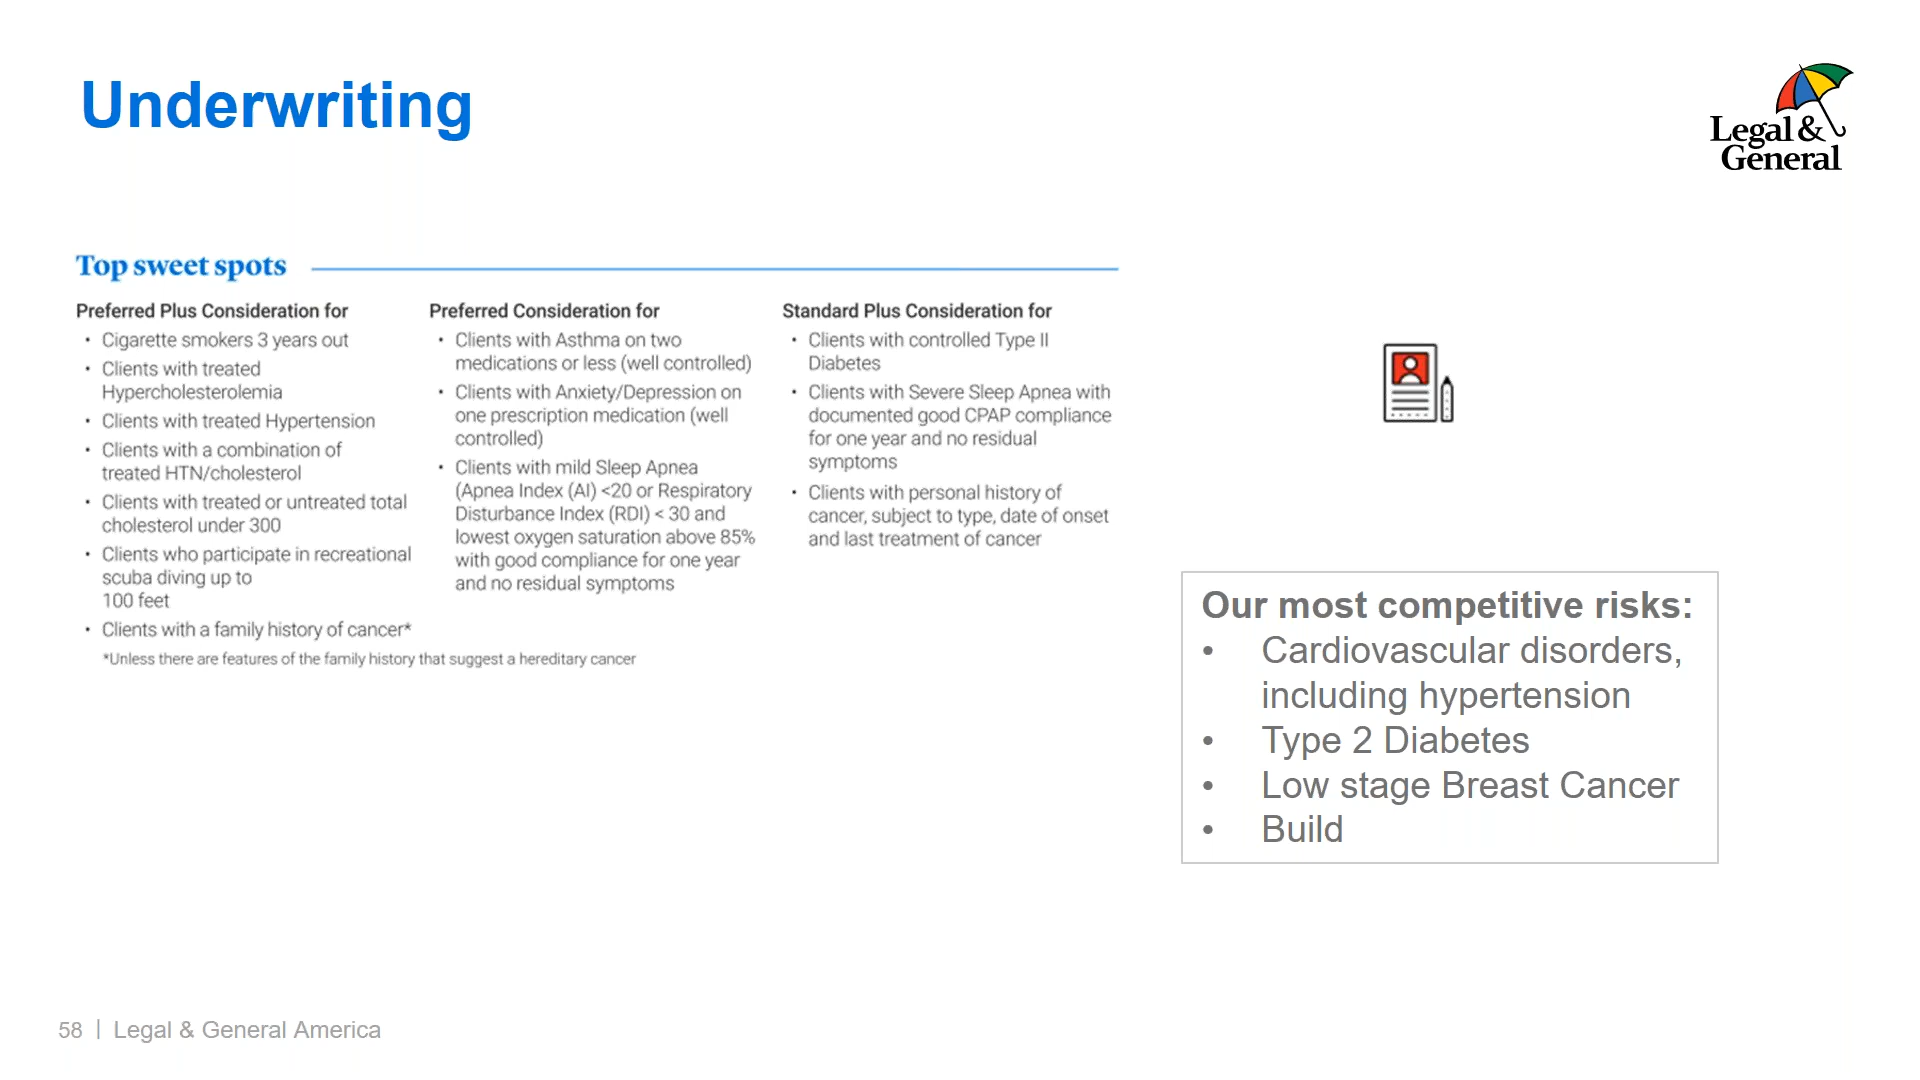 Underwriting
Legal &
General
Top sweet spots
Preferred Plus Consideration for
• Cigarette smokers 3 years out
• Clients with treated
Hypercholesterolemia
• Clients with treated Hypertension
• Clients with a combination of
treated HTN/cholesterol
• Clients with treated or untreated total
cholesterol under 300
• Clients who participate in recreational
scuba diving up to
100 feet
• Clients with a family history of cancer*
*Unless there are features of the family history that suggest a hereditary cancer
Preferred Consideration for
• Clients with Asthma on two
medications or less (well controlled)
• Clients with Anxiety/Depression on
one prescription medication (well
controlled)
• Clients with mild Sleep Apnea
(Apnea Index (AI) <20 or Respiratory
Disturbance Index (RDI) < 30 and
lowest oxygen saturation above 85%
with good compliance for one year
and no residual symptoms
Standard Plus Consideration for
• Clients with controlled Type II
Diabetes
• Clients with Severe Sleep Apnea with
documented good CPAP compliance
for one year and no residual
symptoms
• Clients with personal history of
cancer, subject to type, date of onset
and last treatment of cancer
Our most competitive risks:
• Cardiovascular disorders,
including hypertension
• Type 2 Diabetes
• Low stage Breast Cancer
• Build
58 | Legal & General America